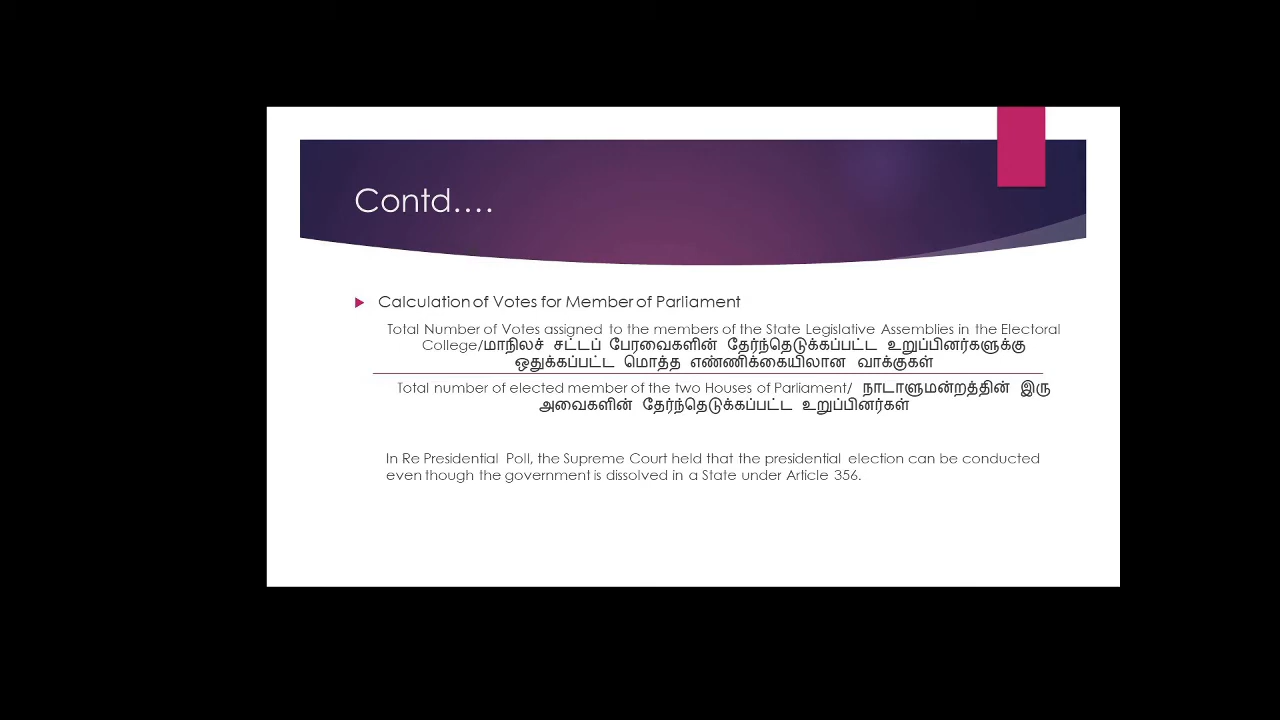 Contd....
Calculation of Votes for Member of Parliament
Total Number of Votes assigned to the members of the State Legislative Assemblies in the Electoral
College/மாநிலச் சட்டப் பேரவைகளின் தேர்ந்தெடுக்கப்பட்ட உறுப்பினர்களுக்கு
ஒதுக்கப்பட்ட மொத்த எண்ணிக்கையிலான வாக்குகள்
Total number of elected member of the two Houses of Parliament/ நாடாளுமன்றத்தின் இரு
அவைகளின் தேர்ந்தெடுக்கப்பட்ட உறுப்பினர்கள்
In Re Presidential Poll, the Supreme Court held that the presidential election can be conducted
even though the government is dissolved in a State under Article 356.